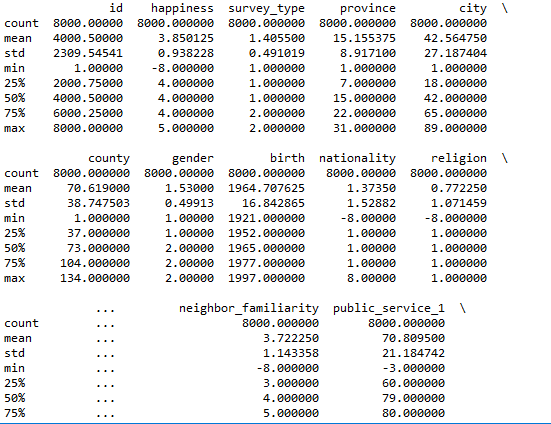 id happiness survey_type province city \
count 8000.00000 8000.000000 8000.000000 8000.000000 8000.000000
mean 4000.50000 3.850125 1.405500 15.155375 42.564750
std 2309.54541 0.938228 0.491019 8.917100 27.187404
min 1.00000 -8.000000 1.000000 1.000000 1.000000
25% 2000.75000 4.000000 1.000000 7.000000 18.000000
50% 4000.50000 4.000000 1.000000 15.000000 42.000000
75% 6000.25000 4.000000 2.000000 22.000000 65.000000
max 8000.00000 5.000000 2.000000 31.000000 89.000000
county gender birth nationality religion \
count 8000.000000 8000.00000 8000.000000 8000.00000 8000.000000
mean 70.619000 1.53000 1964.707625 1.37350 0.772250
std 38.747503 0.49913 16.842865 1.52882 1.071459
min 1.000000 1.00000 1921.000000 -8.00000 -8.000000
25% 37.000000 1.00000 1952.000000 1.00000 1.000000
50% 73.000000 2.00000 1965.000000 1.00000 1.000000
75% 104.000000 2.00000 1977.000000 1.00000 1.000000
max 134.000000 2.00000 1997.000000 8.00000 1.000000
... neighbor_familiarity public_service_1 \
count ... 8000.000000 8000.000000
mean ... 3.722250 70.809500
std ... 1.143358 21.184742
min ... -8.000000 -3.000000
25% ... 3.000000 60.000000
50% ... 4.000000 79.000000
75% ... 5.000000 80.000000